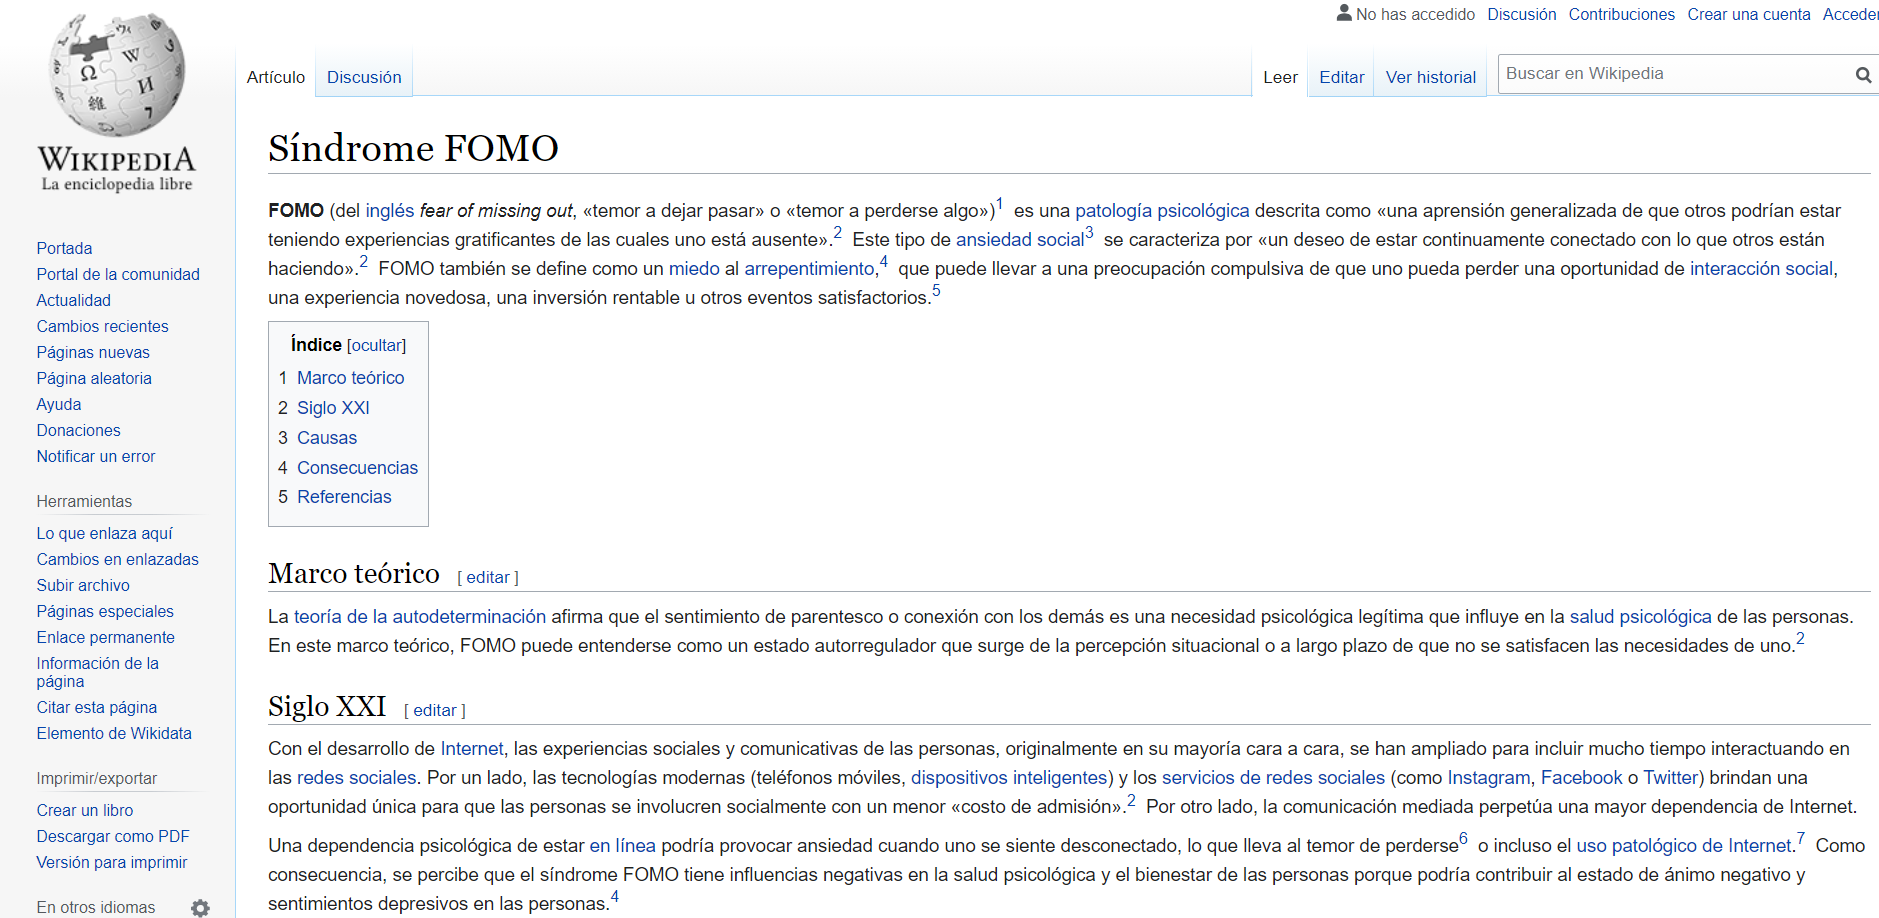 No has accedido Discusión Contribuciones Crear una cuenta Acceder
WIKIPEDIA
La enciclopedia libre
Artículo Discusión Leer Editar Ver historial Buscar en Wikipedia
Portada
Portal de la comunidad
Actualidad
Cambios recientes
Páginas nuevas
Página aleatoria
Ayuda
Donaciones
Notificar un error
Herramientas
Lo que enlaza aquí
Cambios en enlazadas
Subir archivo
Páginas especiales
Enlace permanente
Información de la
página
Citar esta página
Elemento de Wikidata
Imprimir/exportar
Crear un libro
Descargar como PDF
Versión para imprimir
En otros idiomas
Síndrome FOMO
FOMO (del inglés fear of missing out, «temor a dejar pasar» o «temor a perderse algo»)1 es una patología psicológica descrita como «una aprensión generalizada de que otros podrían estar
teniendo experiencias gratificantes de las cuales uno está ausente».2 Este tipo de ansiedad social3 se caracteriza por «un deseo de estar continuamente conectado con lo que otros están
haciendo».2 FOMO también se define como un miedo al arrepentimiento,4 que puede llevar a una preocupación compulsiva de que uno pueda perder una oportunidad de interacción social,
una experiencia novedosa, una inversión rentable u otros eventos satisfactorios.5
Índice [ocultar]
1 Marco teórico
2 Siglo XXI
3 Causas
4 Consecuencias
5 Referencias
Marco teórico [ editar ]
La teoría de la autodeterminación afirma que el sentimiento de parentesco o conexión con los demás es una necesidad psicológica legítima que influye en la salud psicológica de las personas.
En este marco teórico, FOMO puede entenderse como un estado autorregulador que surge de la percepción situacional o a largo plazo de que no se satisfacen las necesidades de uno.2
Siglo XXI [ editar ]
Con el desarrollo de Internet, las experiencias sociales y comunicativas de las personas, originalmente en su mayoría cara a cara, se han ampliado para incluir mucho tiempo interactuando en
las redes sociales. Por un lado, las tecnologías modernas (teléfonos móviles, dispositivos inteligentes) y los servicios de redes sociales (como Instagram, Facebook o Twitter) brindan una
oportunidad única para que las personas se involucren socialmente con un menor «costo de admisión».2 Por otro lado, la comunicación mediada perpetúa una mayor dependencia de Internet.
Una dependencia psicológica de estar en línea podría provocar ansiedad cuando uno se siente desconectado, lo que lleva al temor de perderse6 o incluso el uso patológico de Internet.7 Como
consecuencia, se percibe que el síndrome FOMO tiene influencias negativas en la salud psicológica y el bienestar de las personas porque podría contribuir al estado de ánimo negativo y
sentimientos depresivos en las personas.4